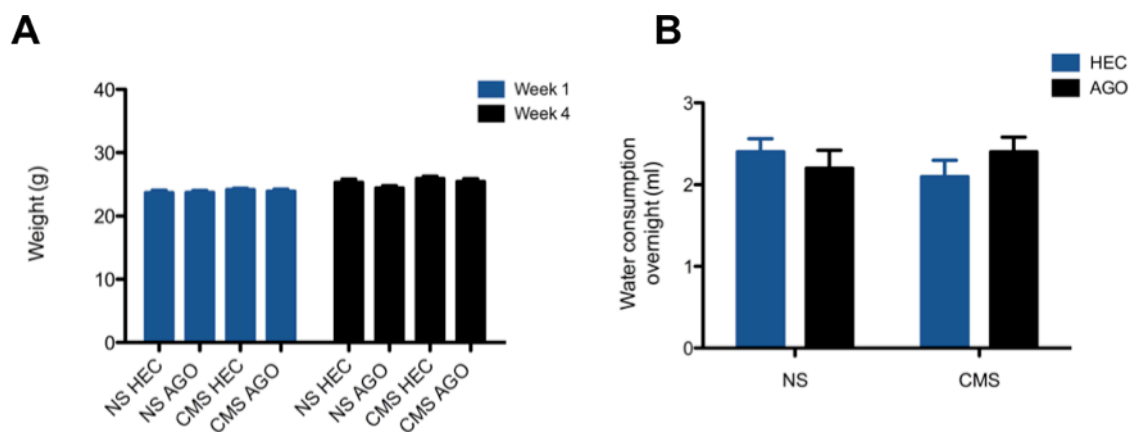 A
Week 1
Week 4
Weight (g)
40
30
20
10
0
NS HEC
NS AGO
CMS HEC
CMS AGO
NS HEC
NS AGO
CMS HEC
CMS AGO
B
HEC
AGO
Water consumption
overnight (ml)
3
2
1
0
NS
CMS